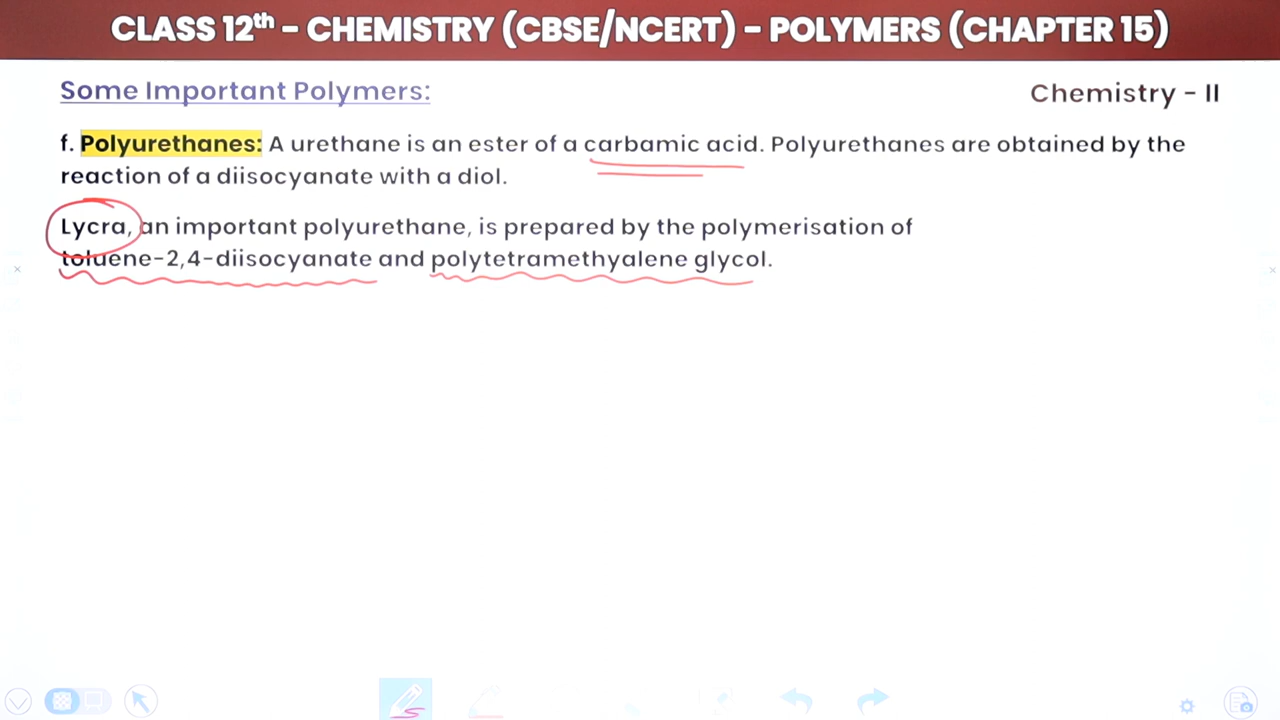 CLASS 12th – CHEMISTRY (CBSE/NCERT) – POLYMERS (CHAPTER 15)
Some Important Polymers:
Chemistry - II
f. Polyurethanes: A urethane is an ester of a carbamic acid. Polyurethanes are obtained by the
reaction of a diisocyanate with a diol.
Lycra, an important polyurethane, is prepared by the polymerisation of
toluene-2,4-diisocyanate and polytetramethyalene glycol.